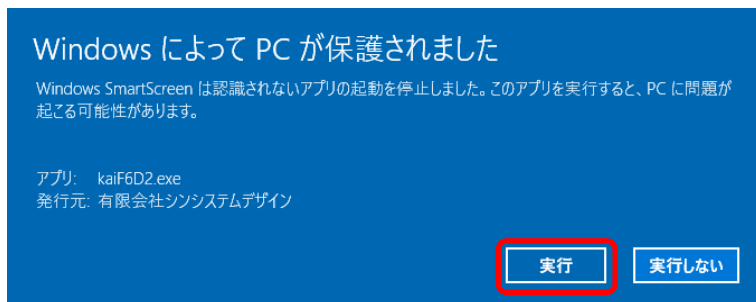 Windows によって PC が保護されました
Windows SmartScreen は認識されないアプリの起動を停止しました。このアプリを実行すると、PC に問題が
起こる可能性があります。
アプリ: kaiF6D2.exe
発行元: 有限会社シンシステムデザイン
実行 実行しない